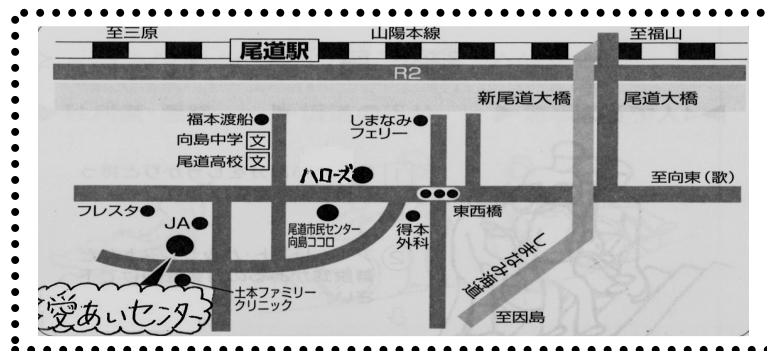 至三原
山陽本線
至福山
尾道駅
R2
新尾道大橋
尾道大橋
福本渡船
しまなみ
フェリー
向島中学 文
尾道高校 文
ハローズ
至向東(歌)
フレスタ
JA
尾道市民センター
向島ココロ
得本
外科
東西橋
しまなみ海道
愛あいセンター
土本ファミリー
クリニック
至因島